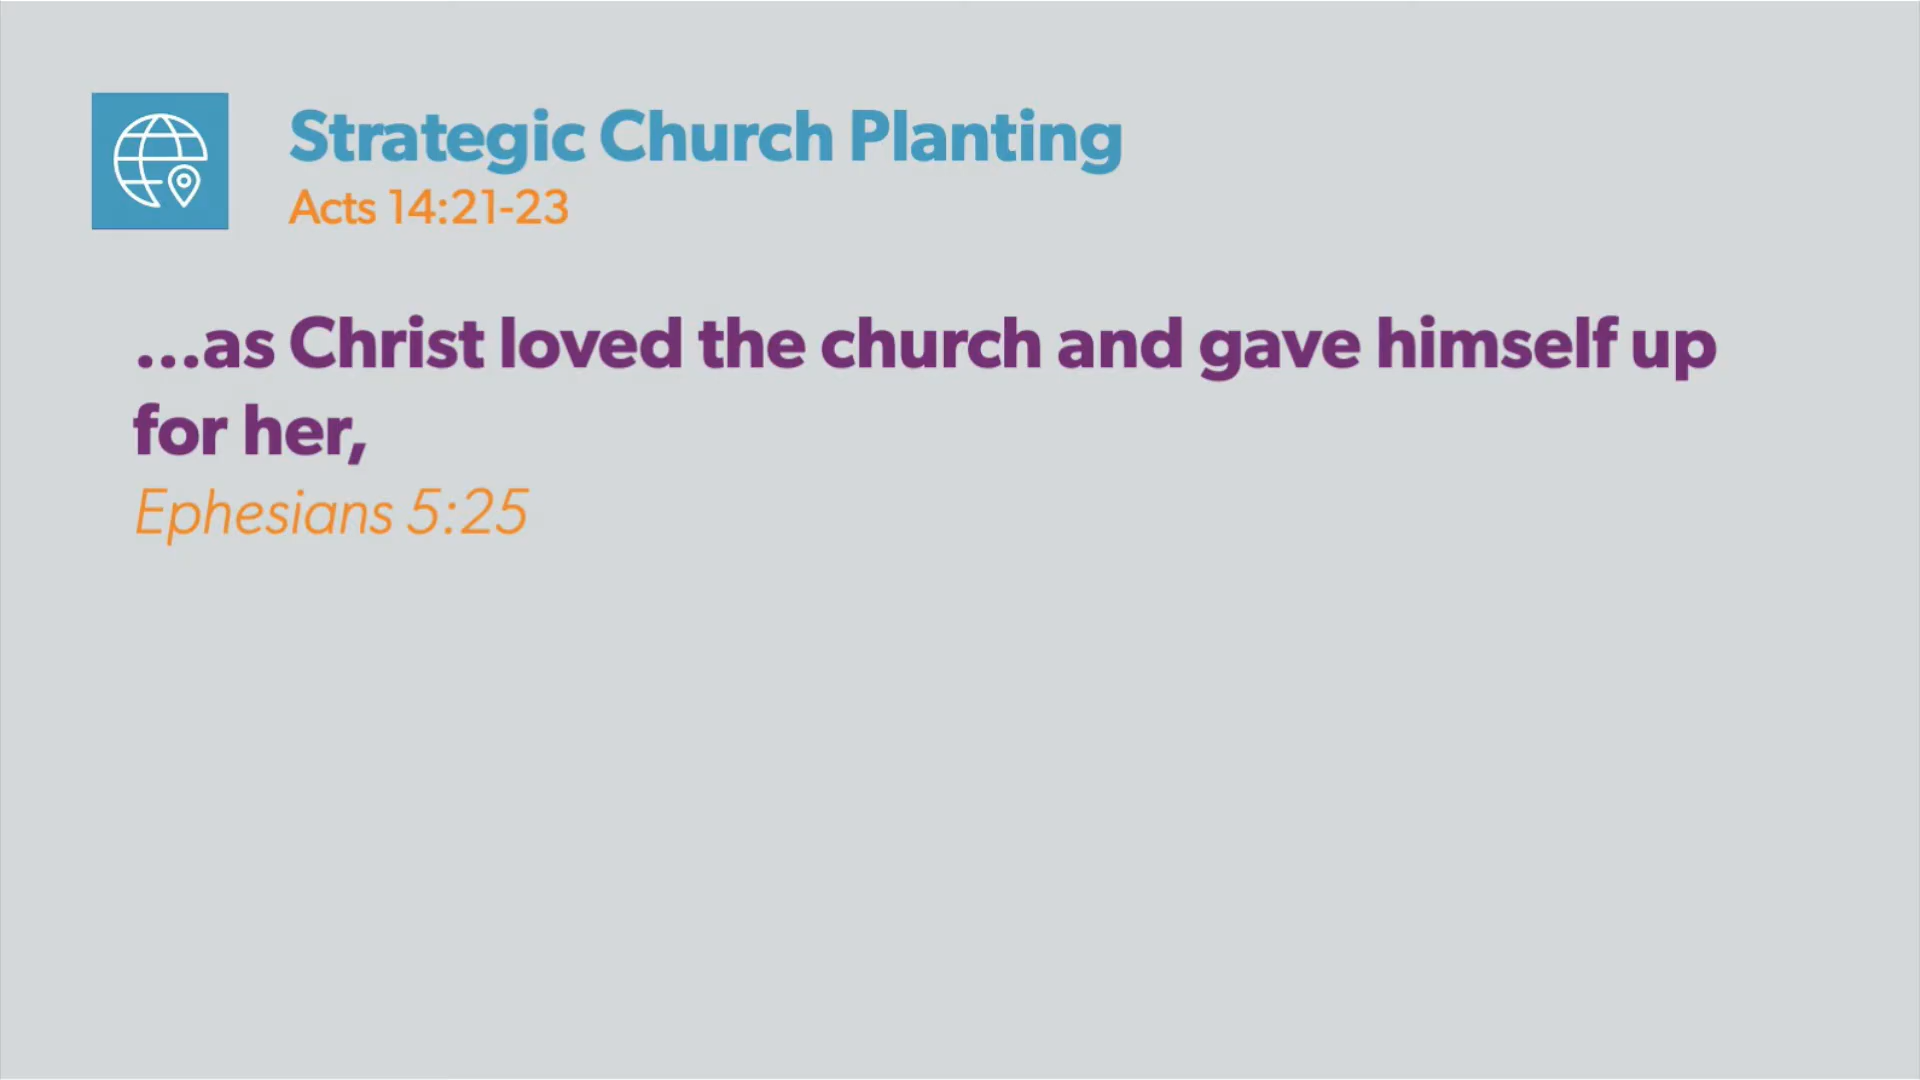 Strategic Church Planting
Acts 14:21-23
...as Christ loved the church and gave himself up
for her,
Ephesians 5:25